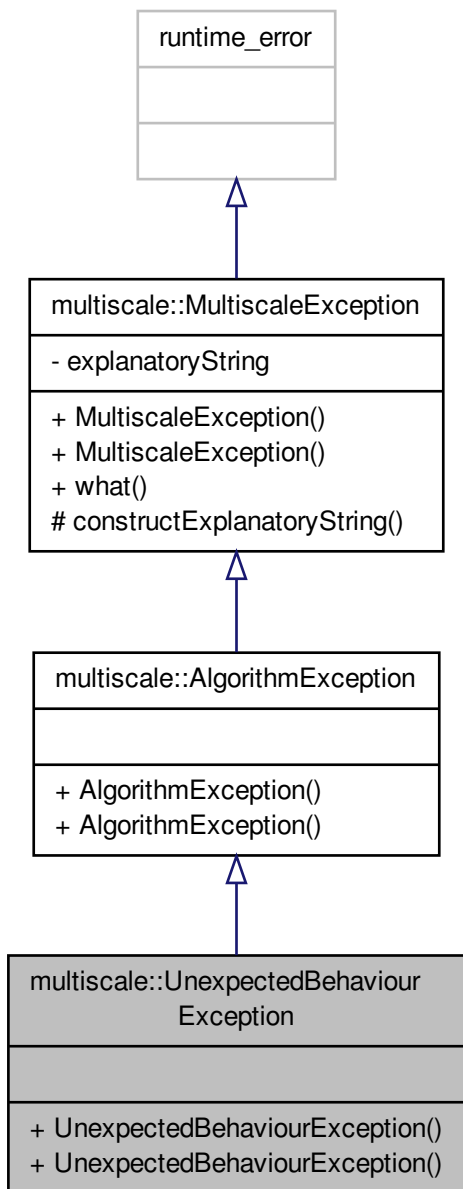 runtime_error
multiscale::MultiscaleException
- explanatoryString
+ MultiscaleException()
+ MultiscaleException()
+ what()
# constructExplanatoryString()
multiscale::AlgorithmException
+ AlgorithmException()
+ AlgorithmException()
multiscale::UnexpectedBehaviour
Exception
+ UnexpectedBehaviourException()
+ UnexpectedBehaviourException()